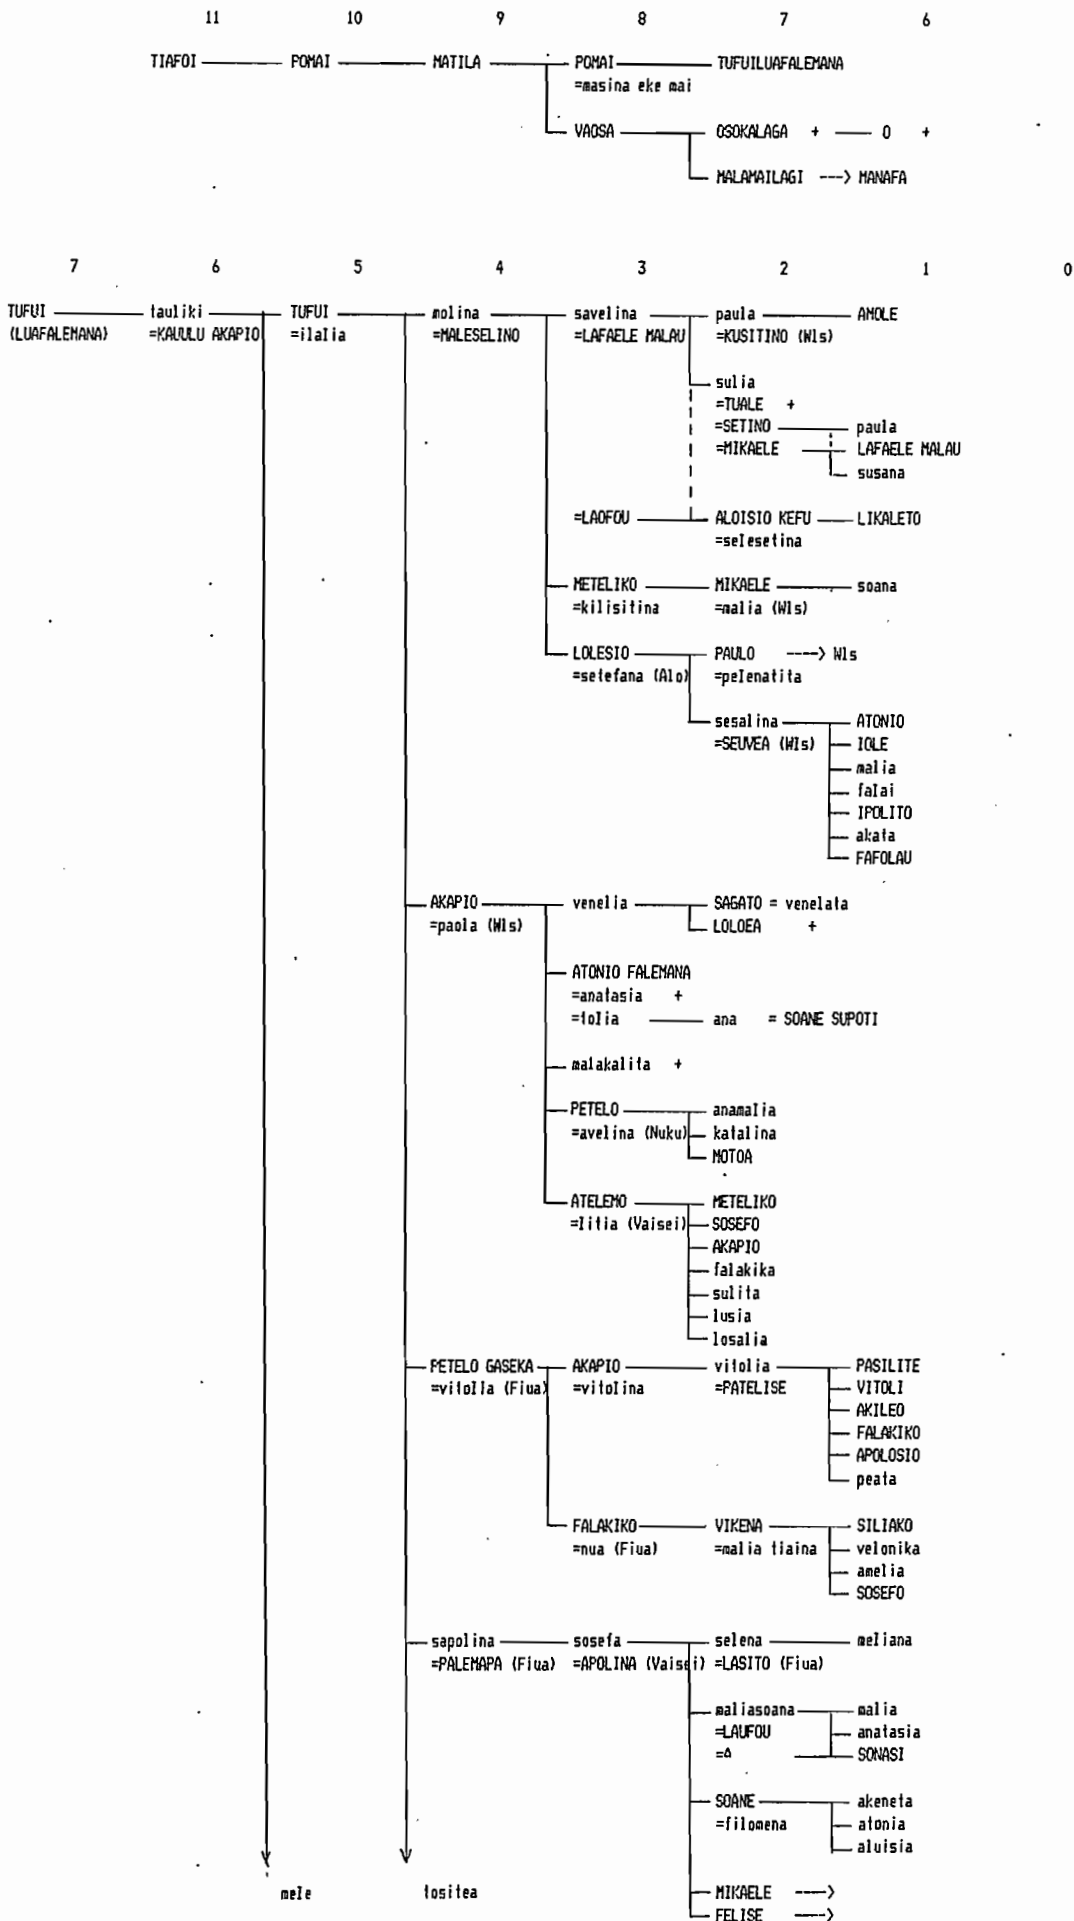 11 10 9 8 7 6
TIAFOI POMAI MATILA POMAI TUFUILUAFALEMANA
=masina eke mai
VAOSA OSOKALAGA + O +
MALAMAILAGI ---> MANAFA
7 6 5 4 3 2 1 0
TUFUI tauliki TUFUI molina savelina paula AMOLE
(LUAFALEMANA) =KAUULU AKAPIO =ilalia =MALESELINO =LAFAELE MALAU =KUSITINO (Wls)
sulia
=TUALE +
=SETINO paula
=MIKAELE LAFAELE MALAU
susana
=LAOFOU ALOISIO KEFU LIKALETO
=selesetina
METELIKO MIKAELE soana
=kilisitina =malia (Wls)
LOLESIO PAULO ----> Wls
=setefana (Alo) =pelenatita
sesalina ATONIO
=SEUVEA (Wls) IOLE
malia
falai
IPOLITO
akata
FAFOLAU
AKAPIO venelia SAGATO = venelata
=paola (Wls) LOLOEA +
ATONIO FALEMANA
=anatasia +
=tolia ana = SOANE SUPOTI
malakalita +
PETELO anamalia
=avelina (Nuku) katalina
MOTOA
ATELEMO METELIKO
=litia (Vaisei) SOSEFO
AKAPIO
falakika
sulita
lusia
losalia
PETELO GASEKA AKAPIO vitolia PASILITE
=vitolia (Fiua) =vitolina =PATELISE VITOLI
AKILEO
FALAKIKO
APOLOSIO
peata
FALAKIKO VIKENA SILIAKO
=nua (Fiua) =malia tiaina velonika
amelia
SOSEFO
sapolina sosefa selena meliana
=PALEMAPA (Fiua) =APOLINA (Vaisei) =LASITO (Fiua)
maliasoana malia
=LAUFOU anatasia
=Δ SONASI
SOANE akeneta
=filomena atonia
aluisia
mele tositea MIKAELE ---->
FELISE ---->